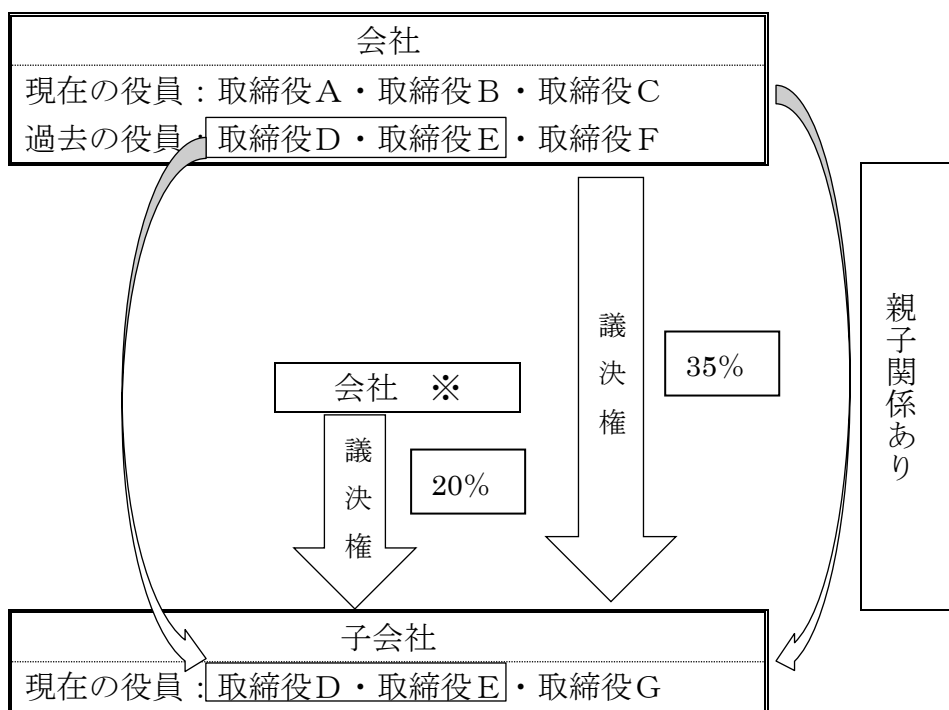 会社
現在の役員：取締役A・取締役B・取締役C
過去の役員：取締役D・取締役E・取締役F
議決権
35%
親子関係あり
会社　※
議決権
20%
子会社
現在の役員：取締役D・取締役E・取締役G